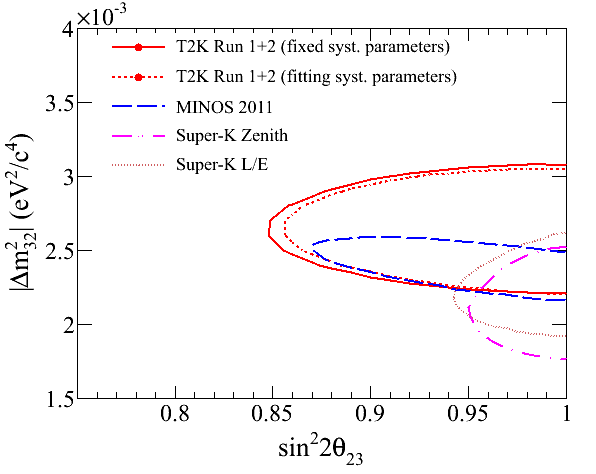 ×10⁻³
4
3.5
3
2.5
2
1.5
|Δm²₃₂| (eV²/c⁴)
T2K Run 1+2 (fixed syst. parameters)
T2K Run 1+2 (fitting syst. parameters)
MINOS 2011
Super-K Zenith
Super-K L/E
0.8 0.85 0.9 0.95 1
sin²2θ₂₃